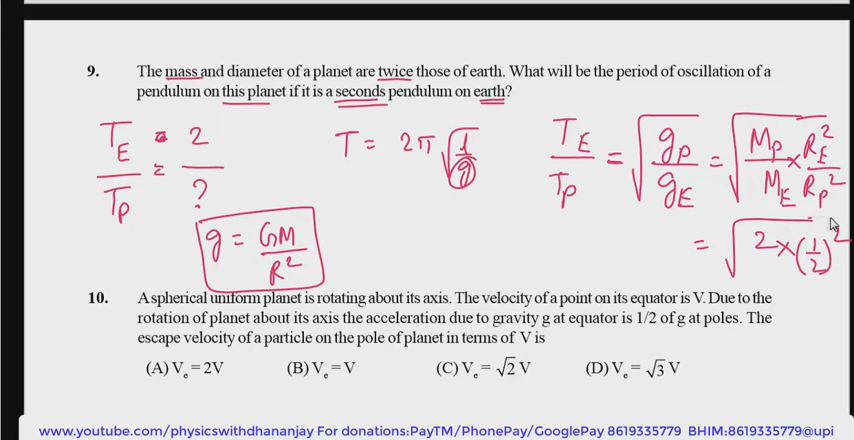 9. The mass and diameter of a planet are twice those of earth. What will be the period of oscillation of a
pendulum on this planet if it is a seconds pendulum on earth?
T_E / T_P = 2 / ?
T = 2π √(1/g)
T_E / T_P = √(g_P / g_E) = √(M_P / M_E × R_E² / R_P²)
= √(2 × (1/2)²)
g = GM / R²
10. A spherical uniform planet is rotating about its axis. The velocity of a point on its equator is V. Due to the
rotation of planet about its axis the acceleration due to gravity g at equator is 1/2 of g at poles. The
escape velocity of a particle on the pole of planet in terms of V is
(A) Vₑ = 2V (B) Vₑ = V (C) Vₑ = √2 V (D) Vₑ = √3 V
www.youtube.com/physicswithdhananjay For donations:PayTM/PhonePay/GooglePay 8619335779 BHIM:8619335779@upi